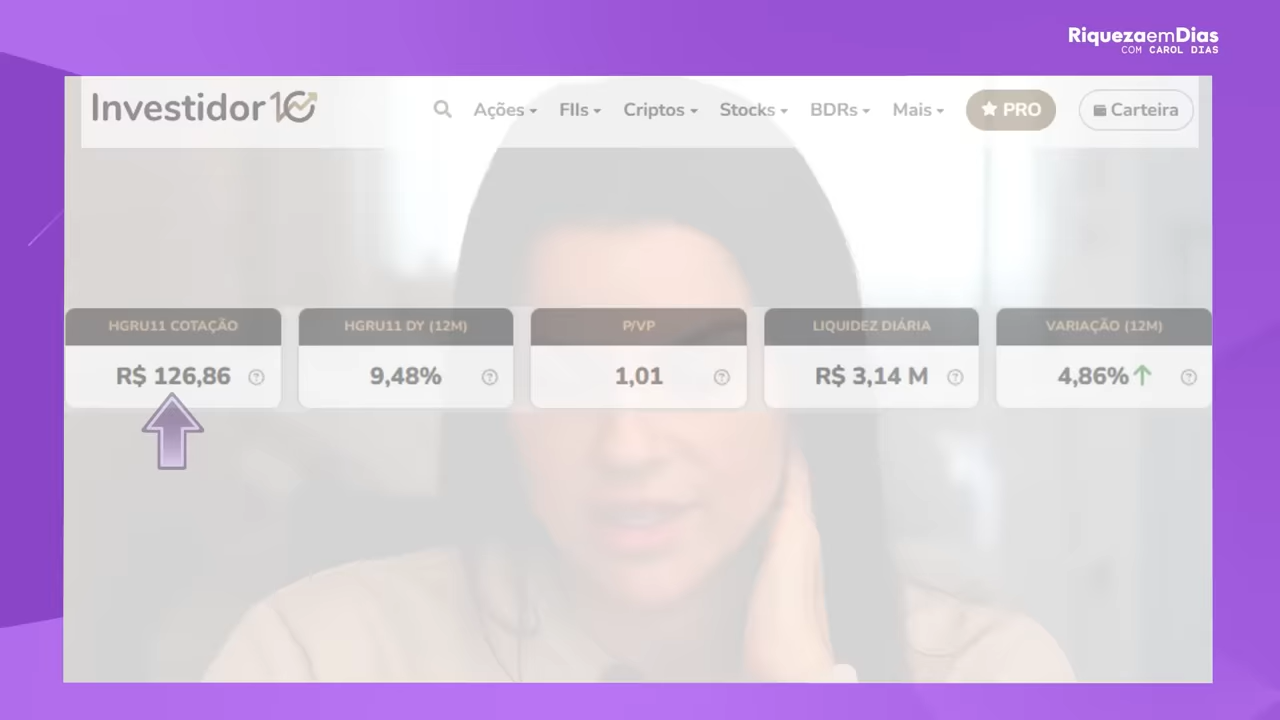 RiquezaemDias
COM CAROL DIAS
Investidor10
Ações FIIs Criptos Stocks BDRs Mais PRO Carteira
HGRU11 COTAÇÃO HGRU11 DY (12M) P/VP LIQUIDEZ DIÁRIA VARIAÇÃO (12M)
R$ 126,86 9,48% 1,01 R$ 3,14 M 4,86%